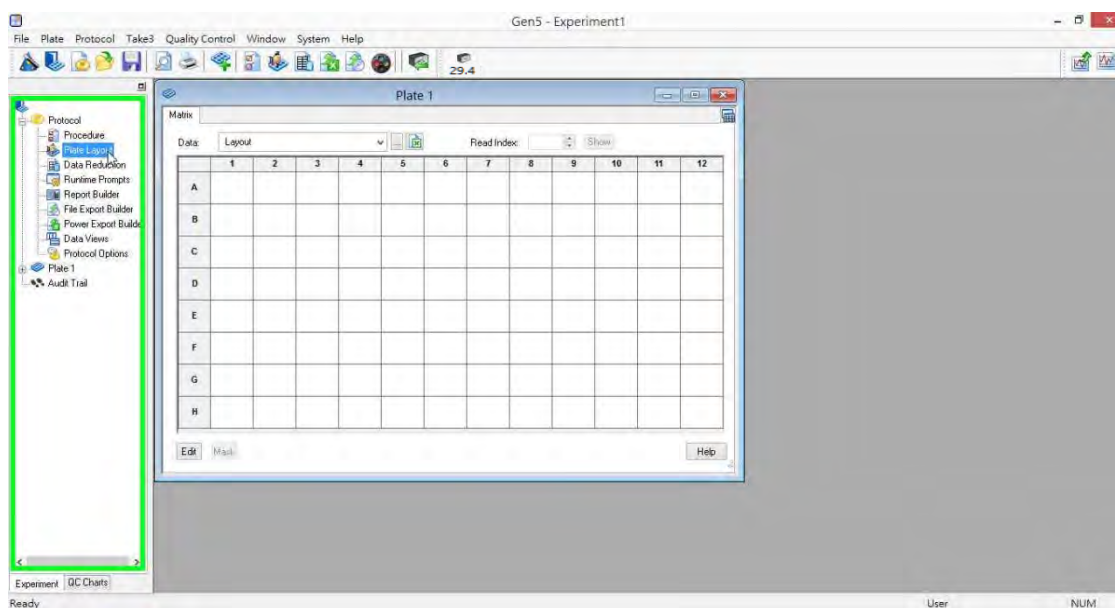 Gen5 - Experiment1
File Plate Protocol Take3 Quality Control Window System Help
29.4
Protocol
Procedure
Plate Layout
Data Reduction
Runtime Prompts
Report Builder
File Export Builder
Power Export Builde
Data Views
Protocol Options
Plate 1
Audit Trail
Experiment QC Charts
Plate 1
Matrix
Data: Layout Read Index: Show
1 2 3 4 5 6 7 8 9 10 11 12
A
B
C
D
E
F
G
H
Edit Mask Help
Ready User NUM